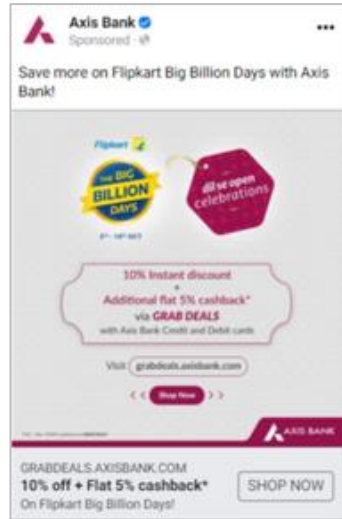 Axis Bank
Sponsored
Save more on Flipkart Big Billion Days with Axis
Bank!
Flipkart
THE BIG
BILLION
DAYS
dil se open
celebrations
10% Instant discount
+
Additional flat 5% cashback*
via GRAB DEALS
with Axis Bank Credit and Debit cards
Visit grabdeals.axisbank.com
Shop Now
AXIS BANK
GRABDEALS.AXISBANK.COM
10% off + Flat 5% cashback*
On Flipkart Big Billion Days!
SHOP NOW